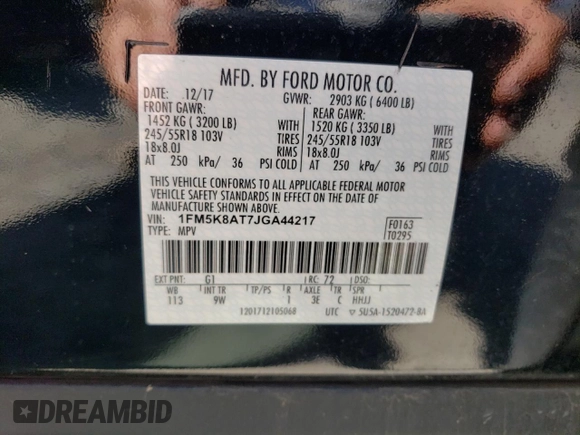 MFD. BY FORD MOTOR CO.
DATE: 12/17 GVWR: 2903 KG ( 6400 LB)
FRONT GAWR: REAR GAWR:
1452 KG ( 3200 LB) WITH 1520 KG ( 3350 LB) WITH
245/55R18 103V TIRES 245/55R18 103V TIRES
18x8.0J RIMS 18x8.0J RIMS
AT 250 kPa/ 36 PSI COLD AT 250 kPa/ 36 PSI COLD
THIS VEHICLE CONFORMS TO ALL APPLICABLE FEDERAL MOTOR
VEHICLE SAFETY STANDARDS IN EFFECT ON THE DATE OF
MANUFACTURE SHOWN ABOVE.
VIN: 1FM5K8AT7JGA44217 F0163
TYPE: MPV T0295
EXT PNT: G1 RC: 72 DSO:
WB INT TR TP/PS R AXLE TR SPR
113 9W 1 3E C HHJJ
1201712105068 UTC ▽ 5U5A-1520472-BA
DREAMBID